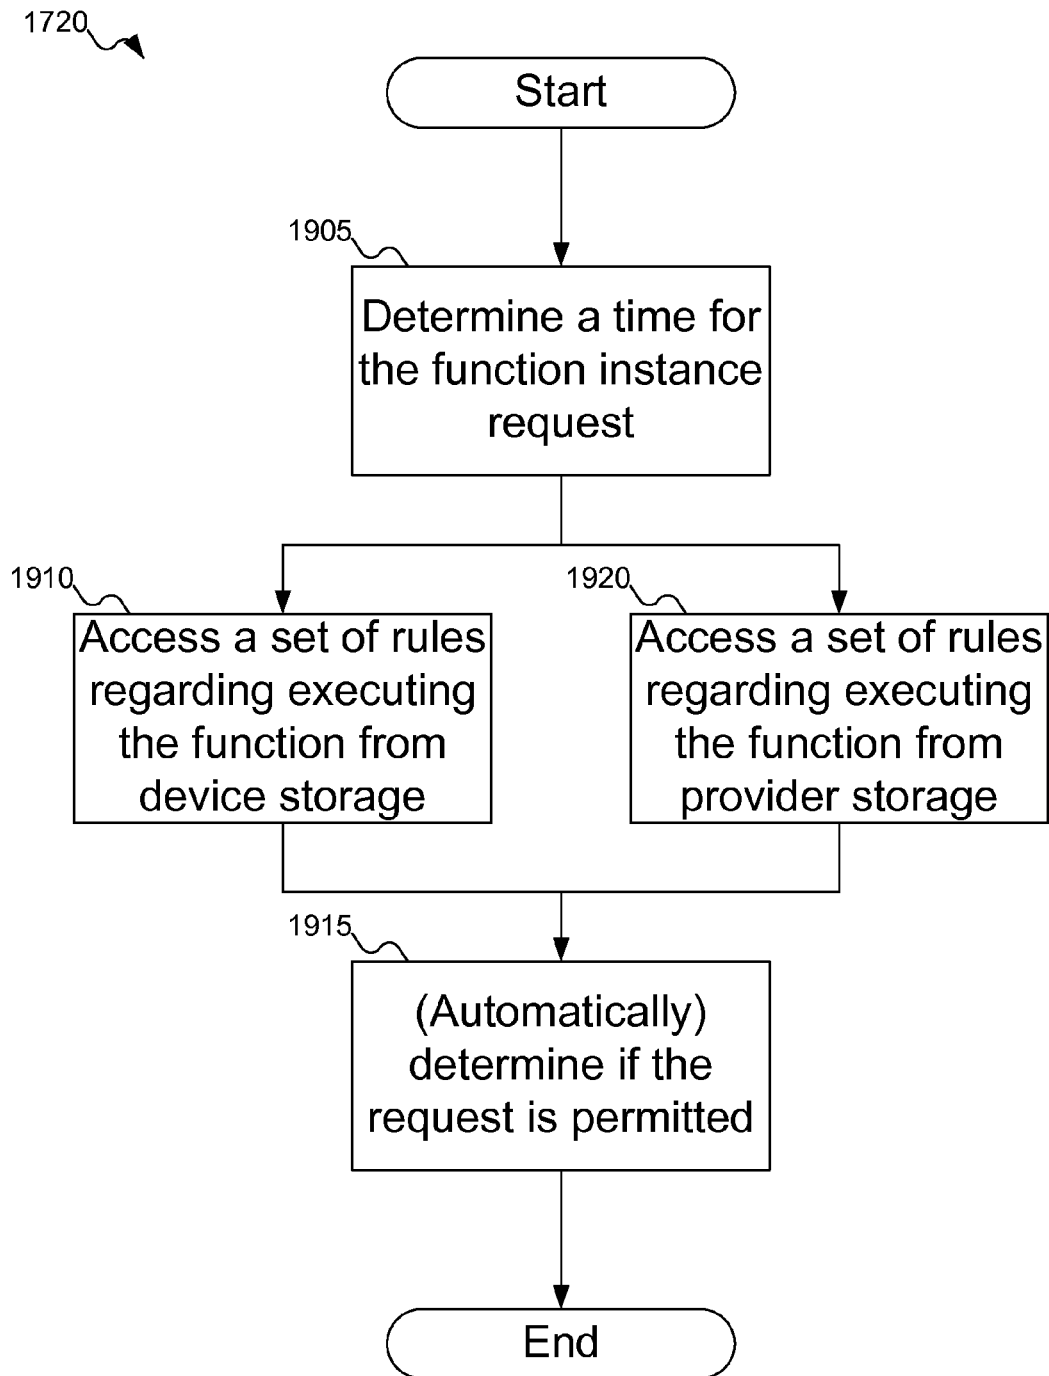 1720
Start
1905
Determine a time for
the function instance
request
1910
Access a set of rules
regarding executing
the function from
device storage
1920
Access a set of rules
regarding executing
the function from
provider storage
1915
(Automatically)
determine if the
request is permitted
End